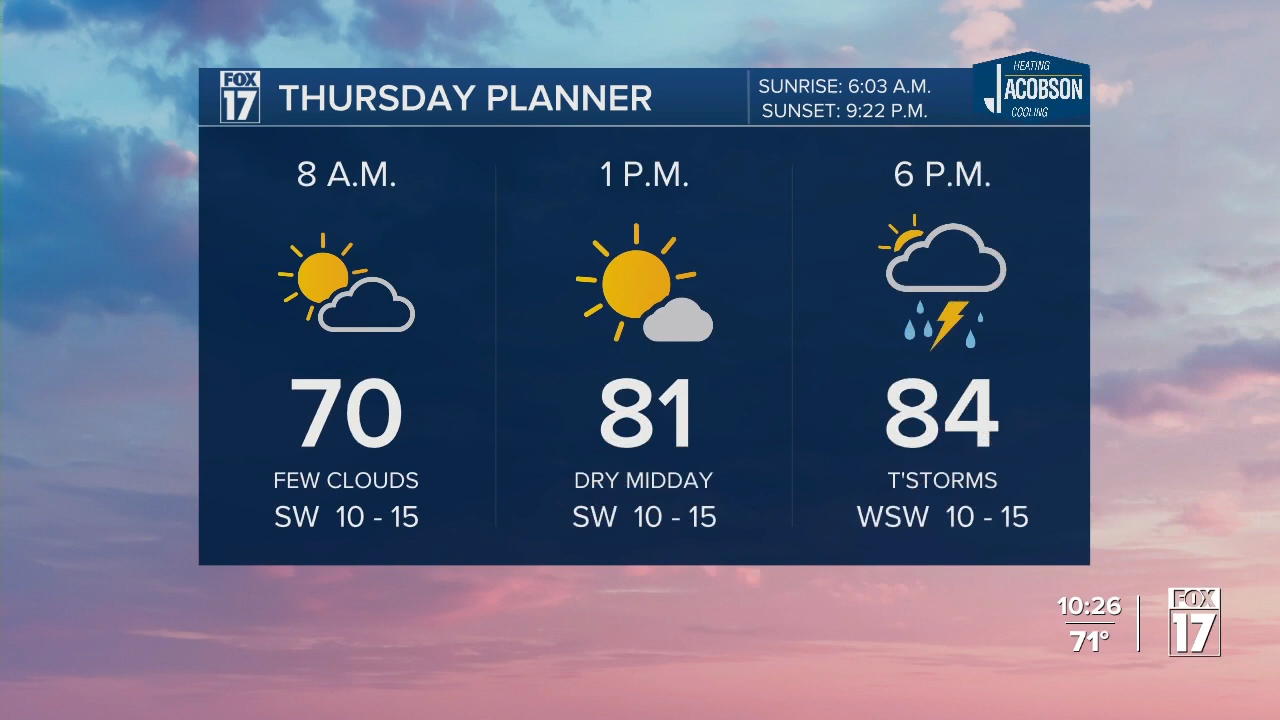 FOX
17
THURSDAY PLANNER
SUNRISE: 6:03 A.M.
SUNSET: 9:22 P.M.
HEATING
JACOBSON
COOLING
8 A.M.
70
FEW CLOUDS
SW 10 - 15
1 P.M.
81
DRY MIDDAY
SW 10 - 15
6 P.M.
84
T'STORMS
WSW 10 - 15
10:26
71°
FOX
17